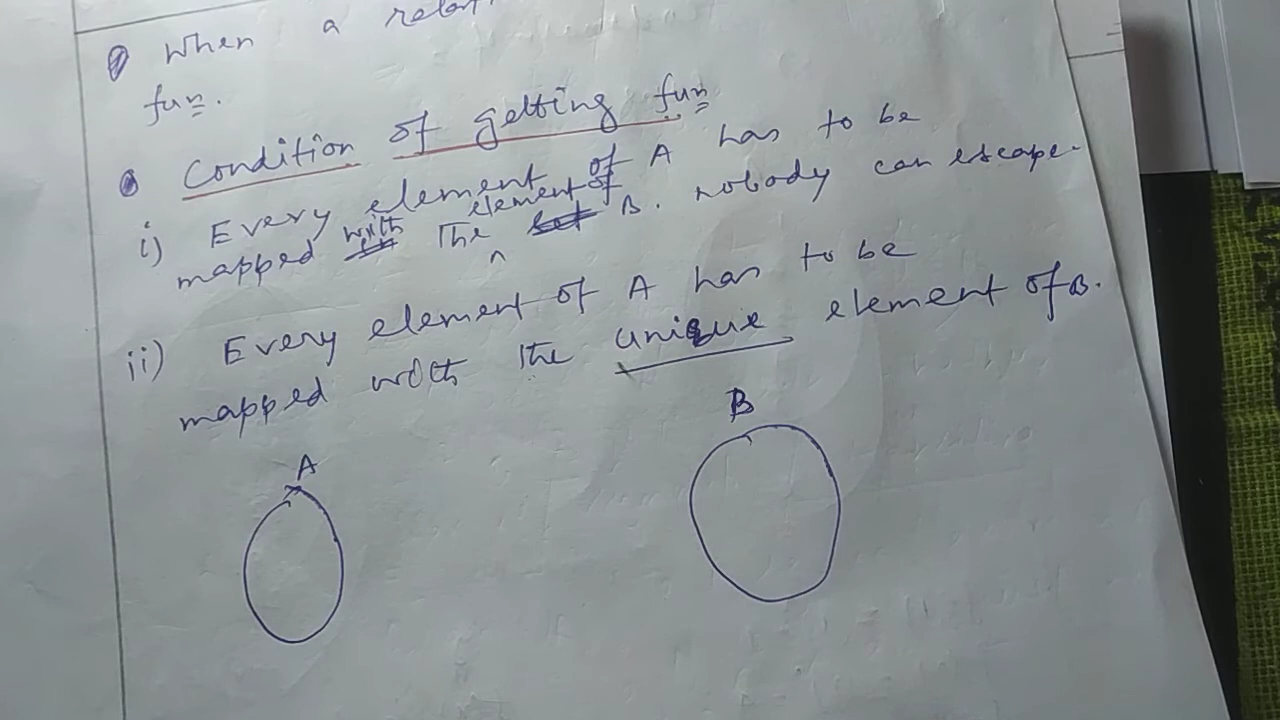 When a relat
fun.
Condition of getting fun
i) Every element of A has to be
mapped with the element of B. nobody can escape.
ii) Every element of A has to be
mapped with the unique element of B.
A
B